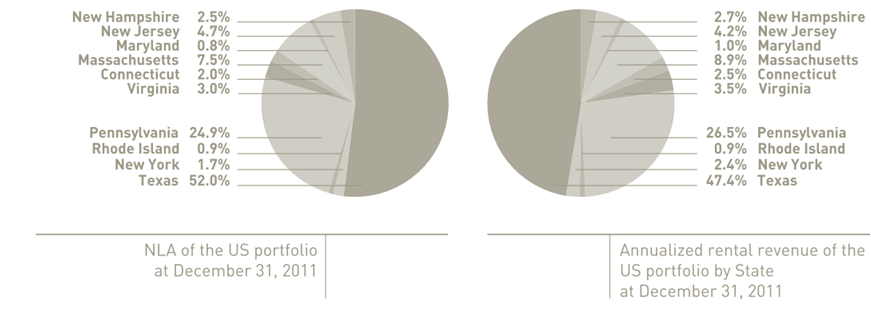 New Hampshire 2.5%
New Jersey 4.7%
Maryland 0.8%
Massachusetts 7.5%
Connecticut 2.0%
Virginia 3.0%
Pennsylvania 24.9%
Rhode Island 0.9%
New York 1.7%
Texas 52.0%
NLA of the US portfolio
at December 31, 2011
2.7% New Hampshire
4.2% New Jersey
1.0% Maryland
8.9% Massachusetts
2.5% Connecticut
3.5% Virginia
26.5% Pennsylvania
0.9% Rhode Island
2.4% New York
47.4% Texas
Annualized rental revenue of the
US portfolio by State
at December 31, 2011